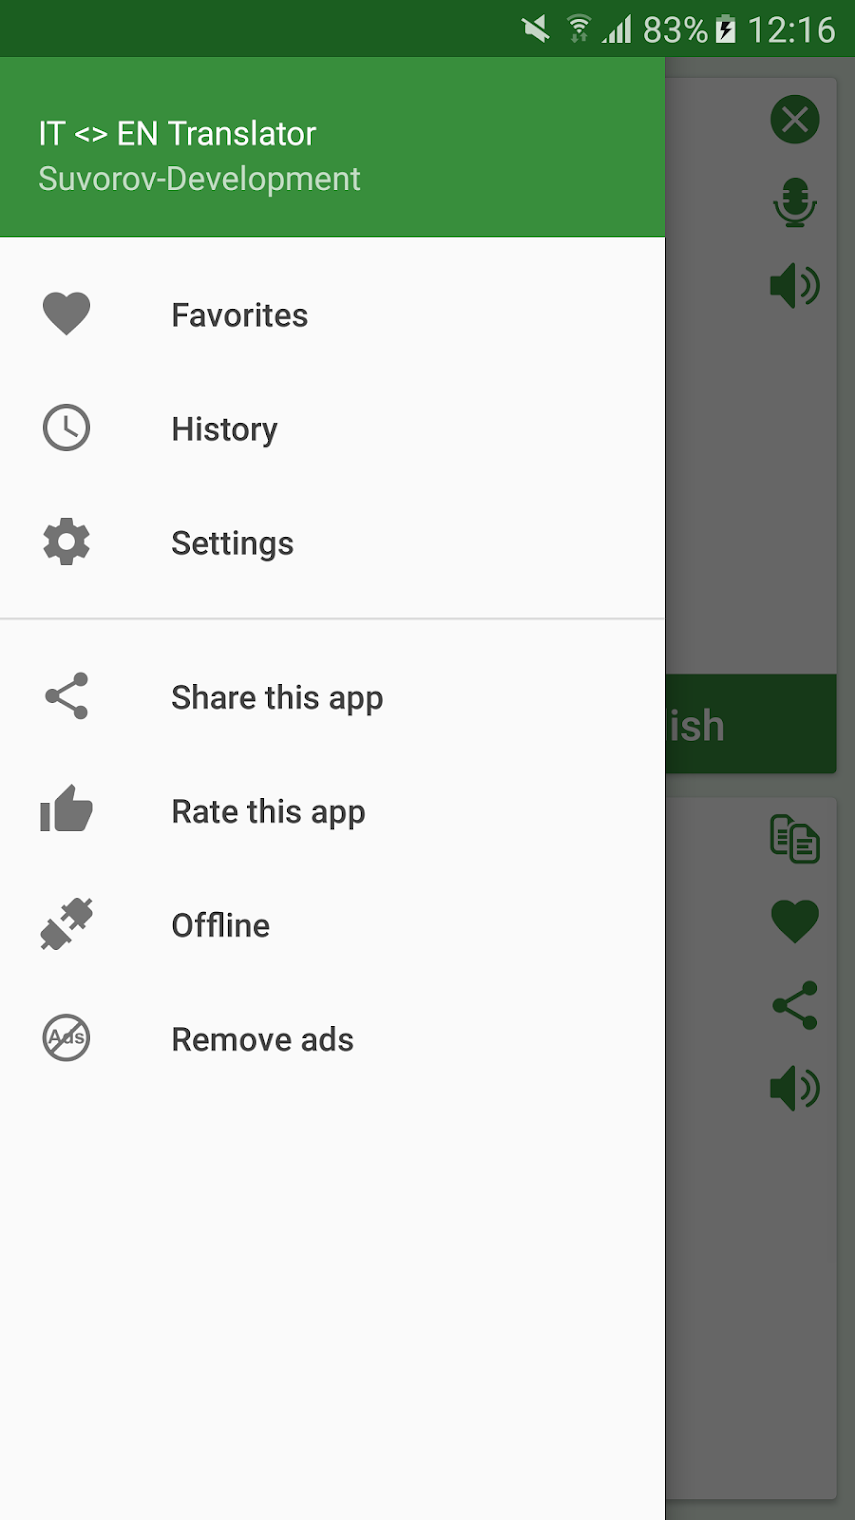 83% 12:16
IT <> EN Translator
Suvorov-Development
Favorites
History
Settings
Share this app
Rate this app
Offline
Ads
Remove ads
lish